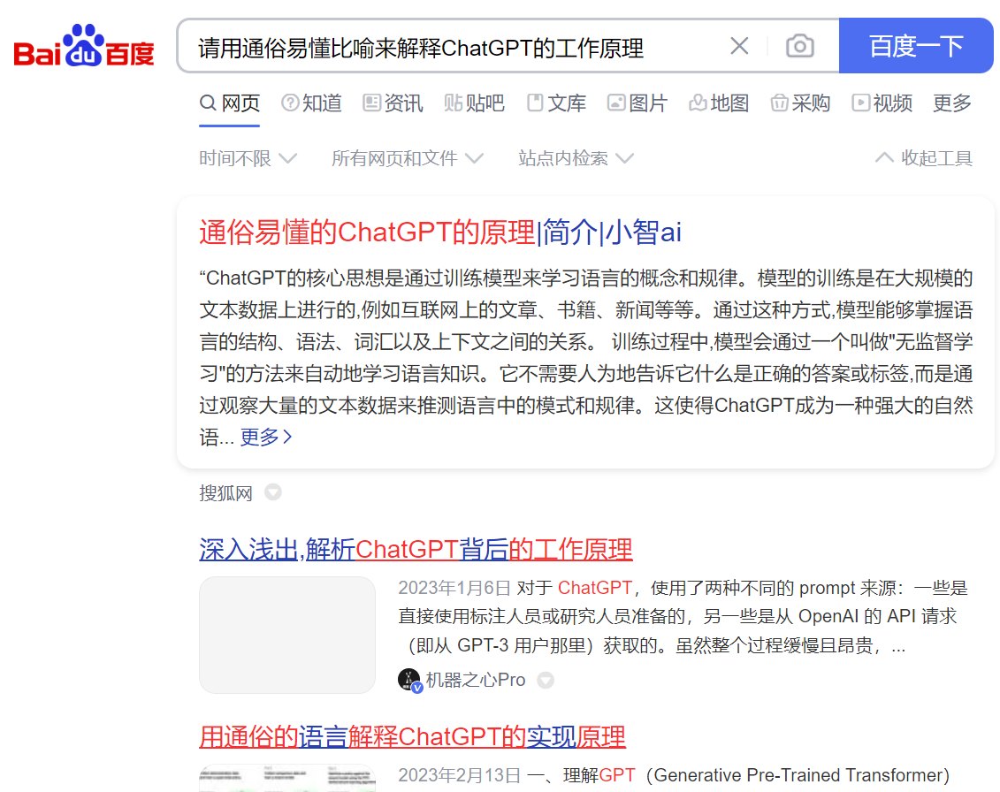 Baidu百度
请用通俗易懂比喻来解释ChatGPT的工作原理
百度一下
网页 知道 资讯 贴吧 文库 图片 地图 采购 视频 更多
时间不限 所有网页和文件 站点内检索 收起工具
通俗易懂的ChatGPT的原理|简介|小智ai
“ChatGPT的核心思想是通过训练模型来学习语言的概念和规律。模型的训练是在大规模的
文本数据上进行的,例如互联网上的文章、书籍、新闻等等。通过这种方式,模型能够掌握语
言的结构、语法、词汇以及上下文之间的关系。 训练过程中,模型会通过一个叫做"无监督学
习"的方法来自动地学习语言知识。它不需要人为地告诉它什么是正确的答案或标签,而是通
过观察大量的文本数据来推测语言中的模式和规律。这使得ChatGPT成为一种强大的自然
语... 更多>
搜狐网
深入浅出,解析ChatGPT背后的工作原理
2023年1月6日 对于 ChatGPT，使用了两种不同的 prompt 来源：一些是
直接使用标注人员或研究人员准备的，另一些是从 OpenAI 的 API 请求
（即从 GPT-3 用户那里）获取的。虽然整个过程缓慢且昂贵，...
机器之心Pro
用通俗的语言解释ChatGPT的实现原理
2023年2月13日 一、理解GPT（Generative Pre-Trained Transformer)